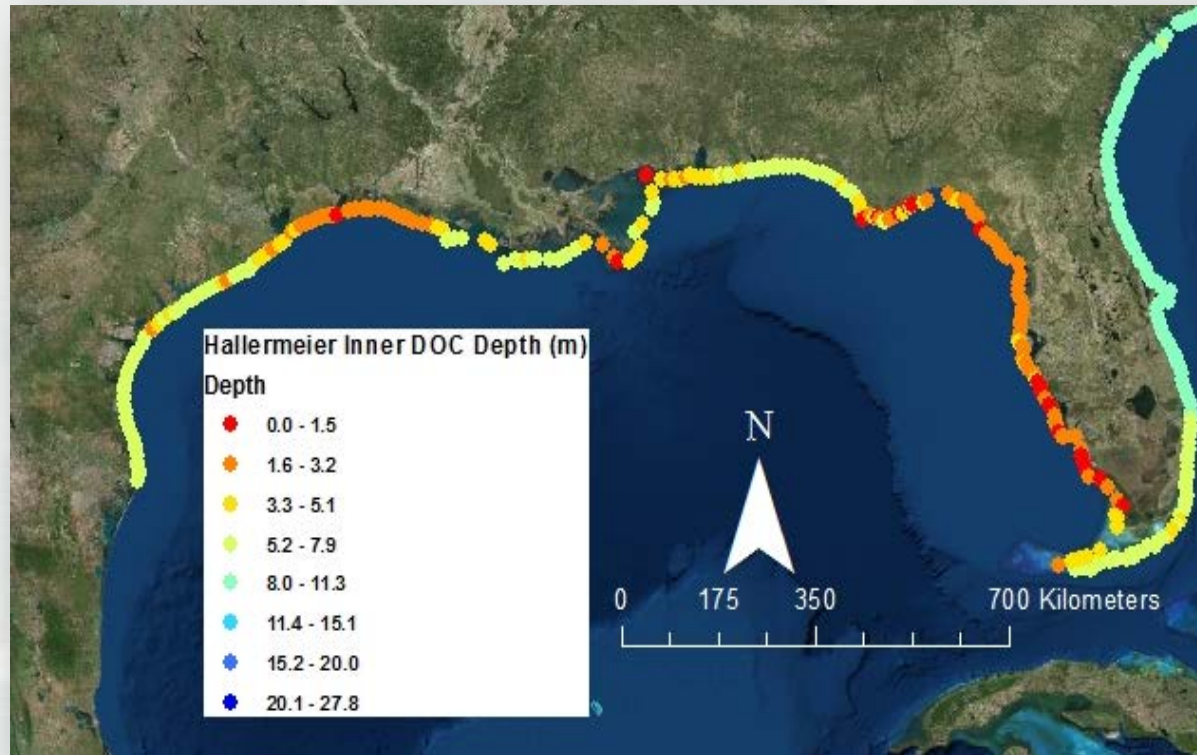 Hallermeier Inner DOC Depth (m)
Depth
0.0 - 1.5
1.6 - 3.2
3.3 - 5.1
5.2 - 7.9
8.0 - 11.3
11.4 - 15.1
15.2 - 20.0
20.1 - 27.8
N
0 175 350 700 Kilometers